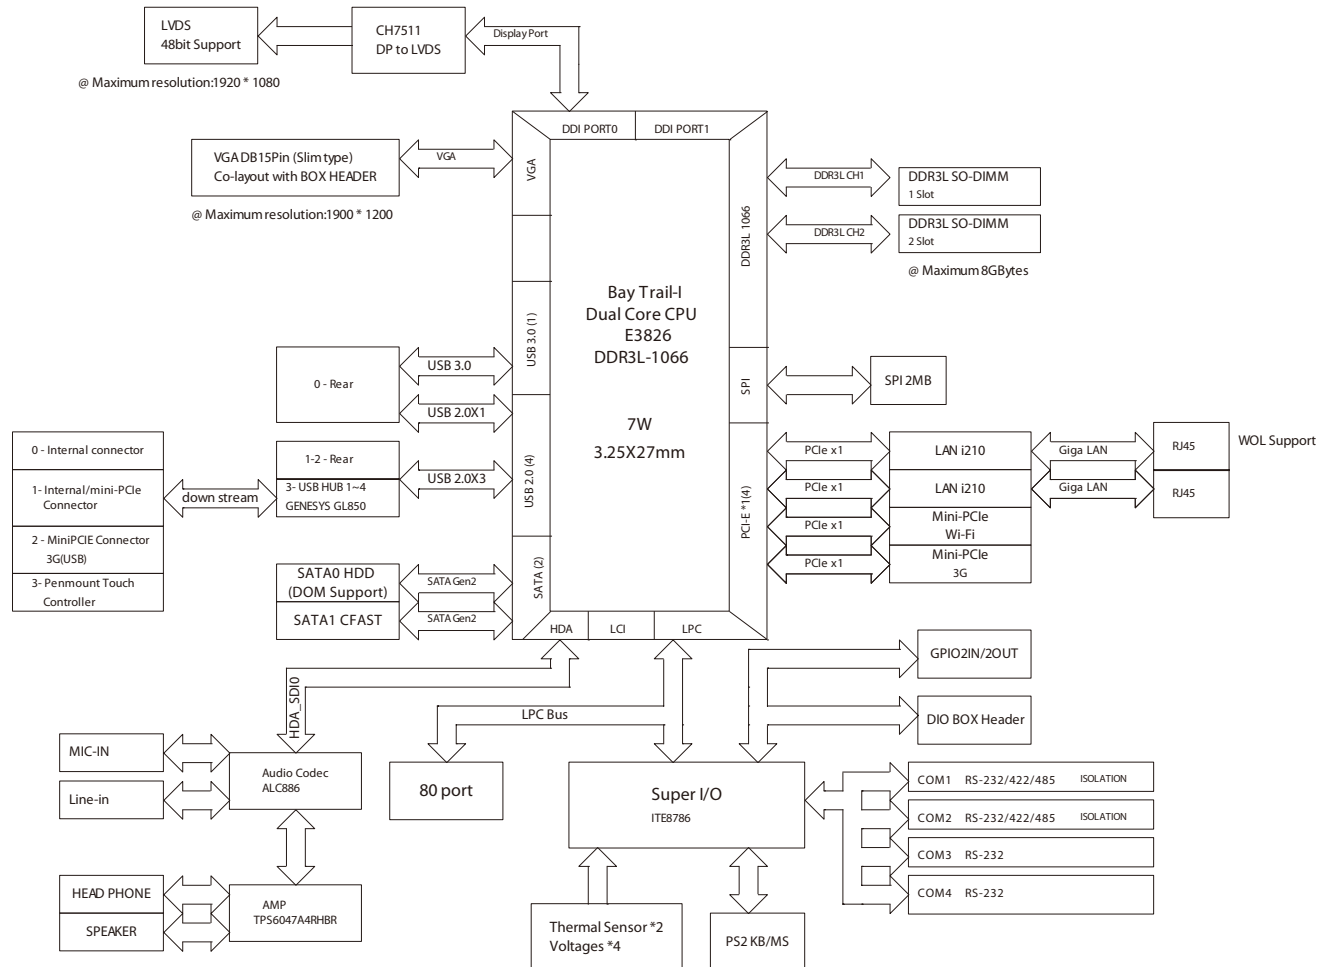 LVDS
48bit Support
CH7511
DP to LVDS
Display Port
@ Maximum resolution:1920 * 1080
DDI PORT0
DDI PORT1
VGA DB15Pin (Slim type)
Co-layout with BOX HEADER
VGA
VGA
@ Maximum resolution:1900 * 1200
DDR3L 1066
DDR3L CH1
DDR3L SO-DIMM
1 Slot
DDR3L CH2
DDR3L SO-DIMM
2 Slot
@ Maximum 8GBytes
Bay Trail-I
Dual Core CPU
E3826
DDR3L-1066
7W
3.25X27mm
USB 3.0 (1)
0 - Rear
USB 3.0
USB 2.0X1
SPI
SPI 2MB
0 - Internal connector
1- Internal/mini-PCIe
Connector
2 - MiniPCIE Connector
3G(USB)
3- Penmount Touch
Controller
down stream
1-2 - Rear
3- USB HUB 1~4
GENESYS GL850
USB 2.0X3
USB 2.0 (4)
PCI-E *1(4)
PCIe x1
LAN i210
Giga LAN
RJ45
WOL Support
PCIe x1
LAN i210
Giga LAN
RJ45
PCIe x1
Mini-PCIe
Wi-Fi
PCIe x1
Mini-PCIe
3G
SATA0 HDD
(DOM Support)
SATA Gen2
SATA1 CFAST
SATA Gen2
SATA (2)
HDA
LCI
LPC
HDA_SDI0
LPC Bus
GPIO2IN/2OUT
DIO BOX Header
MIC-IN
Line-in
Audio Codec
ALC886
80 port
Super I/O
ITE8786
COM1 RS-232/422/485 ISOLATION
COM2 RS-232/422/485 ISOLATION
COM3 RS-232
COM4 RS-232
HEAD PHONE
SPEAKER
AMP
TPS6047A4RHBR
Thermal Sensor *2
Voltages *4
PS2 KB/MS